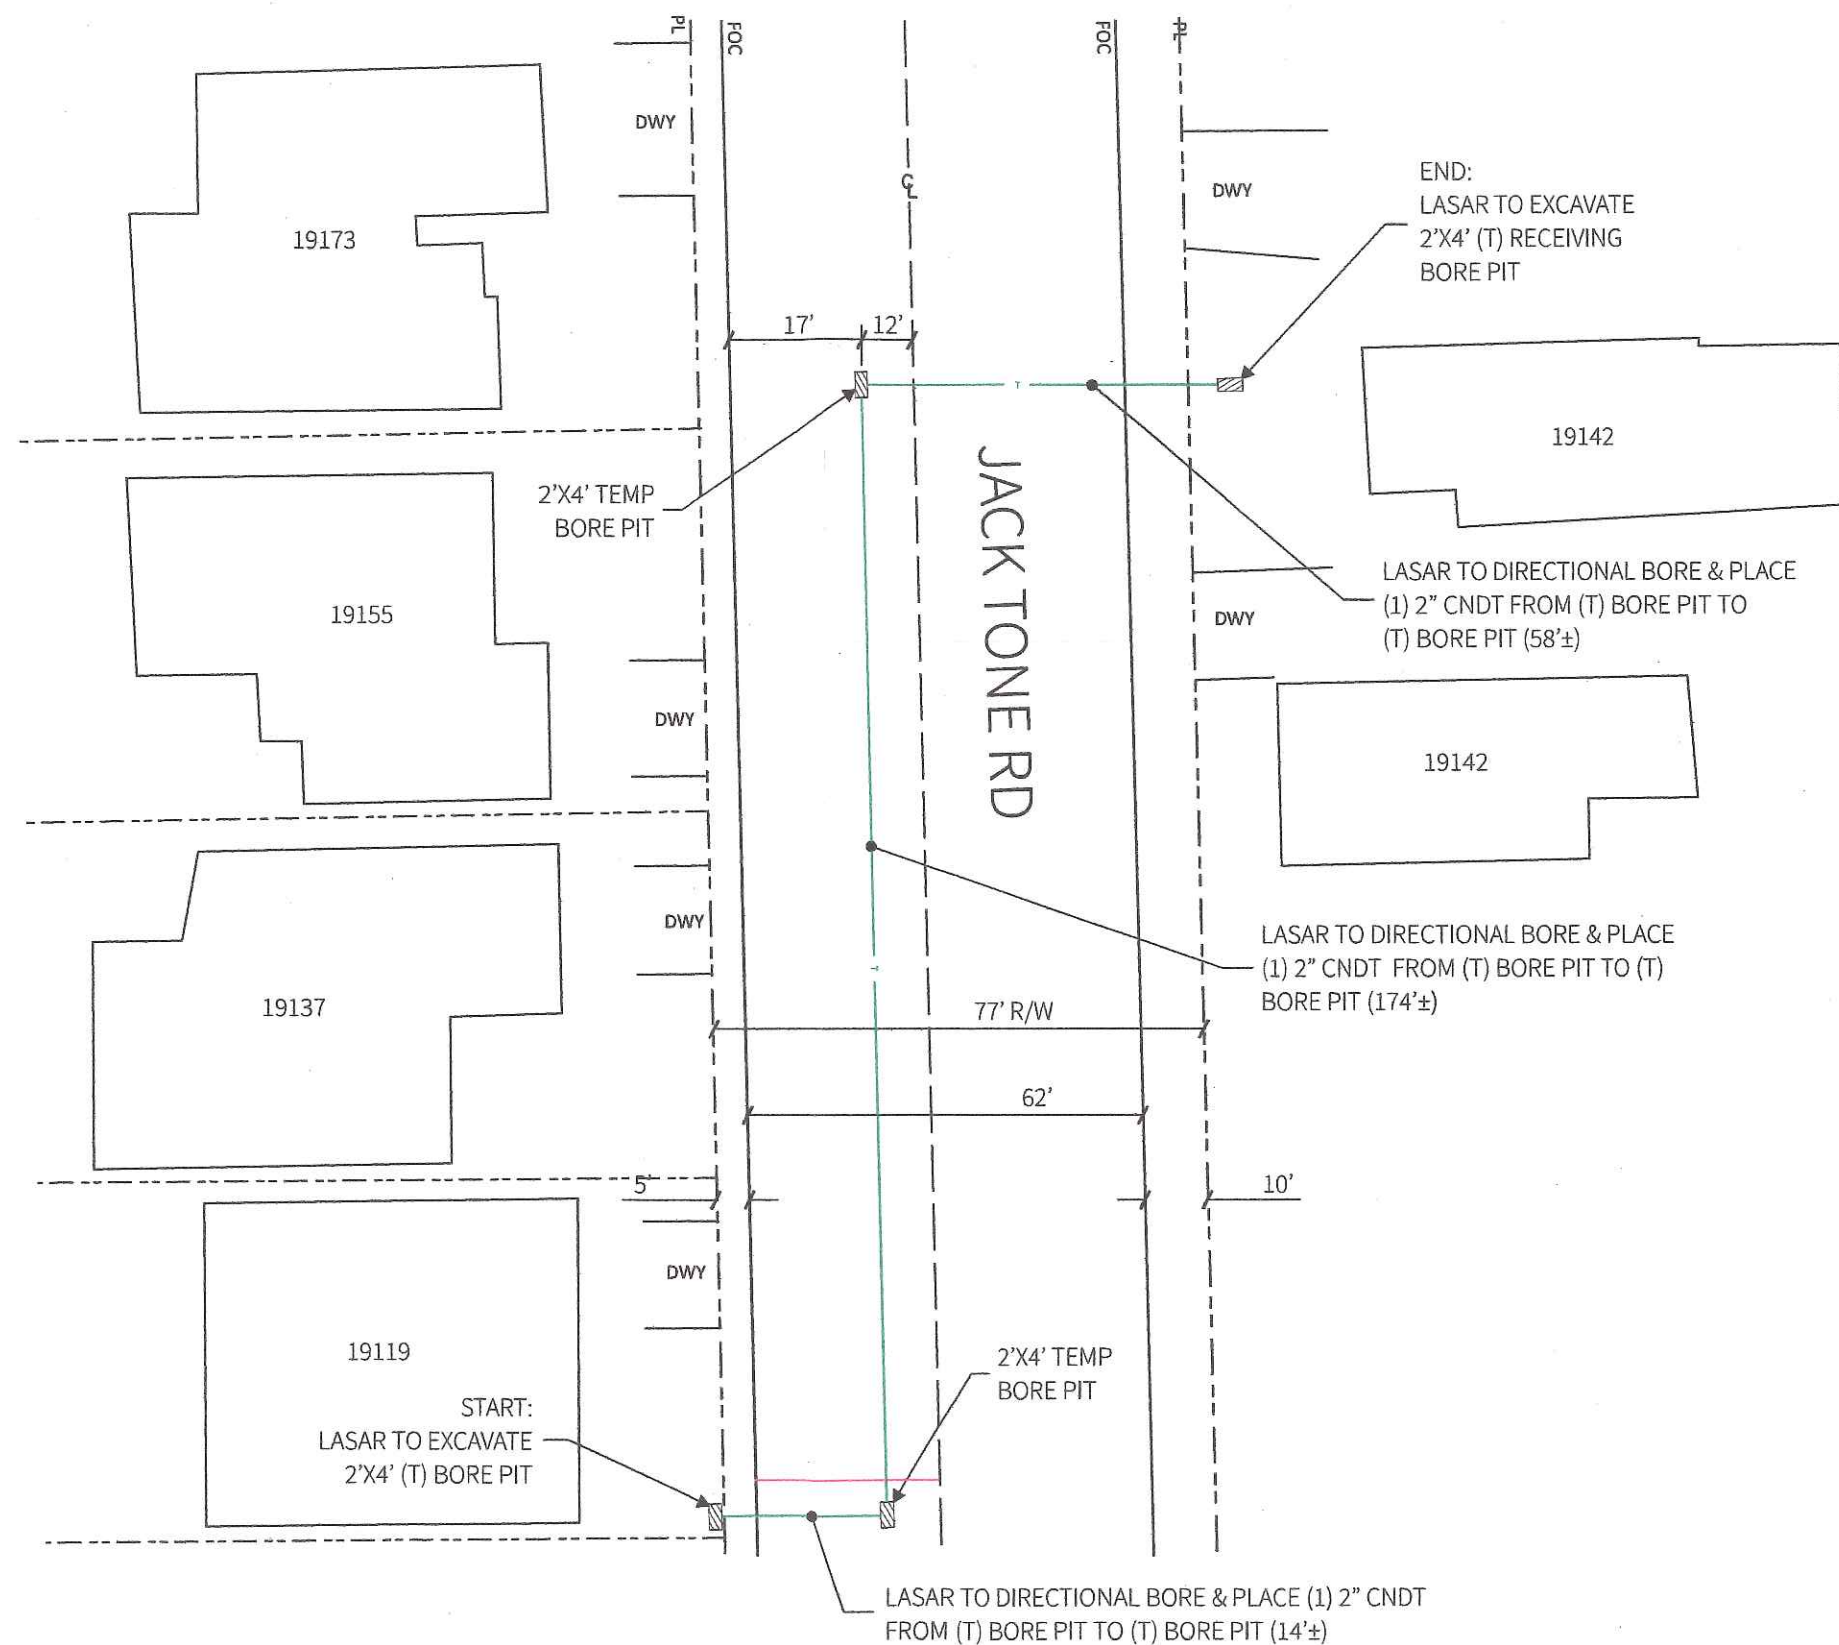 PL
FOC
FOC
PL
DWY
CL
DWY
END:
LASAR TO EXCAVATE
2'X4' (T) RECEIVING
BORE PIT
19173
17'
12'
T
19142
2'X4' TEMP
BORE PIT
JACK TONE RD
LASAR TO DIRECTIONAL BORE & PLACE
(1) 2" CNDT FROM (T) BORE PIT TO
(T) BORE PIT (58'±)
19155
DWY
DWY
19142
DWY
LASAR TO DIRECTIONAL BORE & PLACE
(1) 2" CNDT FROM (T) BORE PIT TO (T)
BORE PIT (174'±)
T
19137
77' R/W
62'
5'
10'
DWY
19119
2'X4' TEMP
BORE PIT
START:
LASAR TO EXCAVATE
2'X4' (T) BORE PIT
LASAR TO DIRECTIONAL BORE & PLACE (1) 2" CNDT
FROM (T) BORE PIT TO (T) BORE PIT (14'±)